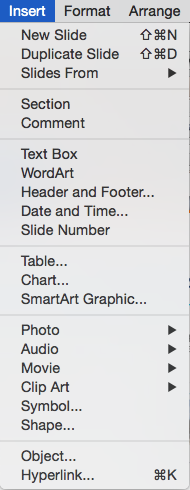 Insert Format Arrange
New Slide ⇧⌘N
Duplicate Slide ⇧⌘D
Slides From ▶
Section
Comment
Text Box
WordArt
Header and Footer...
Date and Time...
Slide Number
Table...
Chart...
SmartArt Graphic...
Photo ▶
Audio ▶
Movie ▶
Clip Art ▶
Symbol...
Shape...
Object...
Hyperlink... ⌘K